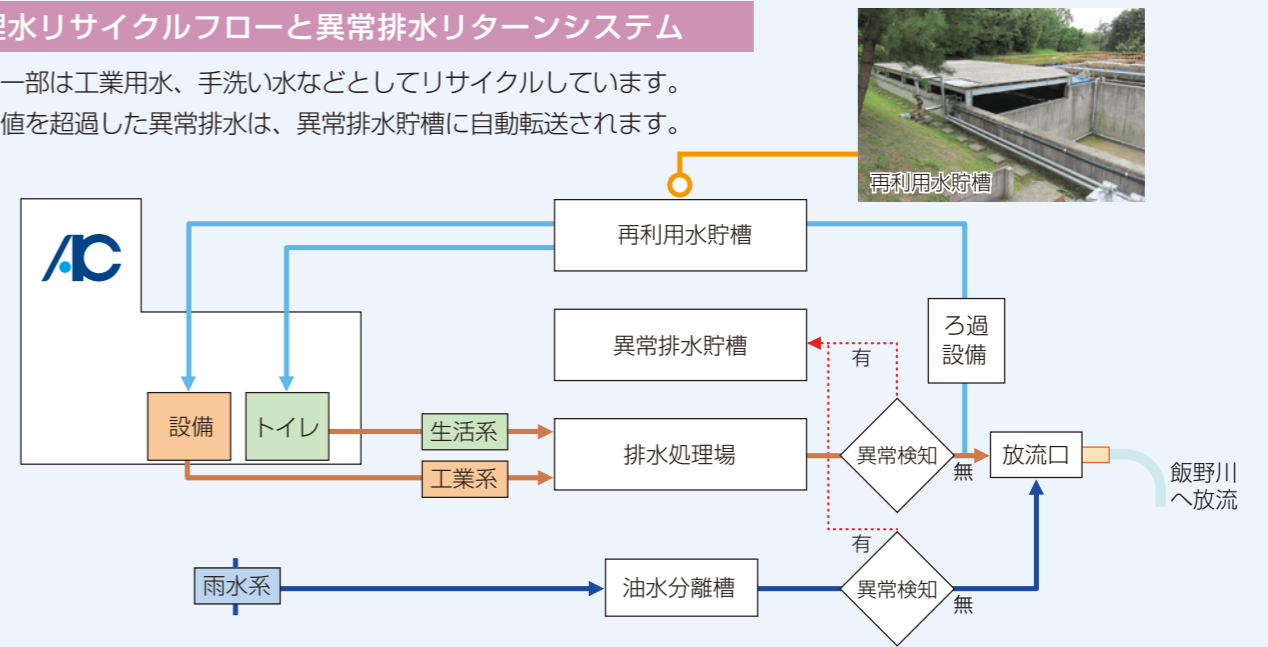 水リサイクルフローと異常排水リターンシステム
一部は工業用水、手洗い水などとしてリサイクルしています。
値を超過した異常排水は、異常排水貯槽に自動転送されます。
再利用水貯槽
AC
再利用水貯槽
異常排水貯槽
有
ろ過
設備
設備
トイレ
生活系
工業系
排水処理場
異常検知
無
放流口
飯野川
へ放流
有
雨水系
油水分離槽
異常検知
無